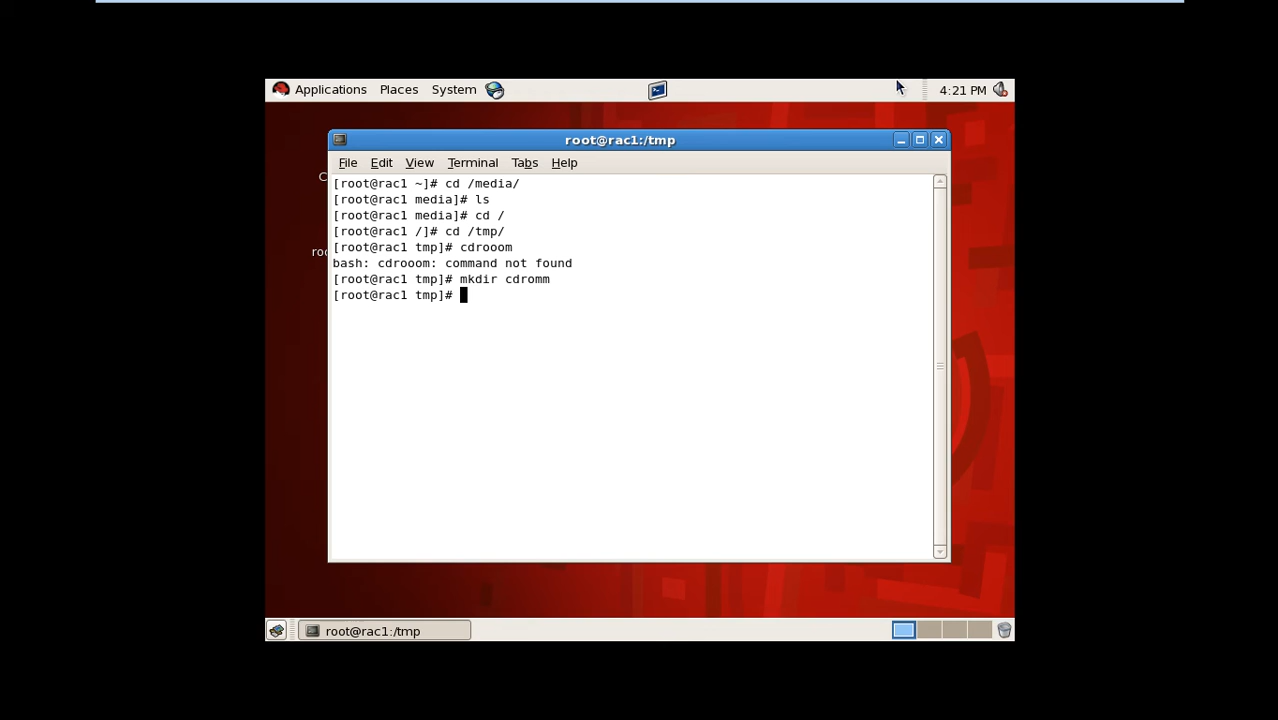 Applications Places System 4:21 PM
root@rac1:/tmp
File Edit View Terminal Tabs Help
[root@rac1 ~]# cd /media/
[root@rac1 media]# ls
[root@rac1 media]# cd /
[root@rac1 /]# cd /tmp/
[root@rac1 tmp]# cdrooom
bash: cdrooom: command not found
[root@rac1 tmp]# mkdir cdromm
[root@rac1 tmp]#
root@rac1:/tmp